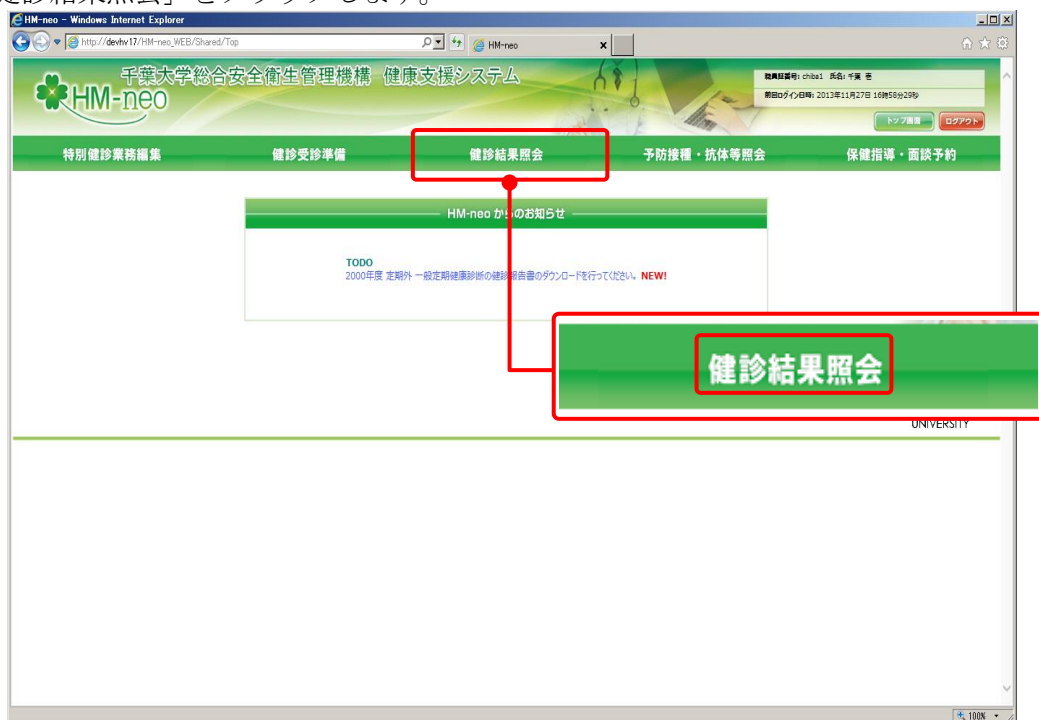 健診結果照会」をクリックします。
HM-neo - Windows Internet Explorer
http://devhv17/HM-neo_WEB/Shared/Top
HM-neo
千葉大学総合安全衛生管理機構 健康支援システム
HM-neo
職員証番号: chiba1 氏名: 千葉 壱
前回ログイン日時: 2013年11月27日 16時58分29秒
トップ画面 ログアウト
特別健診業務編集 健診受診準備 健診結果照会 予防接種・抗体等照会 保健指導・面談予約
HM-neo からのお知らせ
TODO
2000年度 定期外 一般定期健康診断の健診報告書のダウンロードを行ってください。 NEW!
健診結果照会
UNIVERSITY
100%